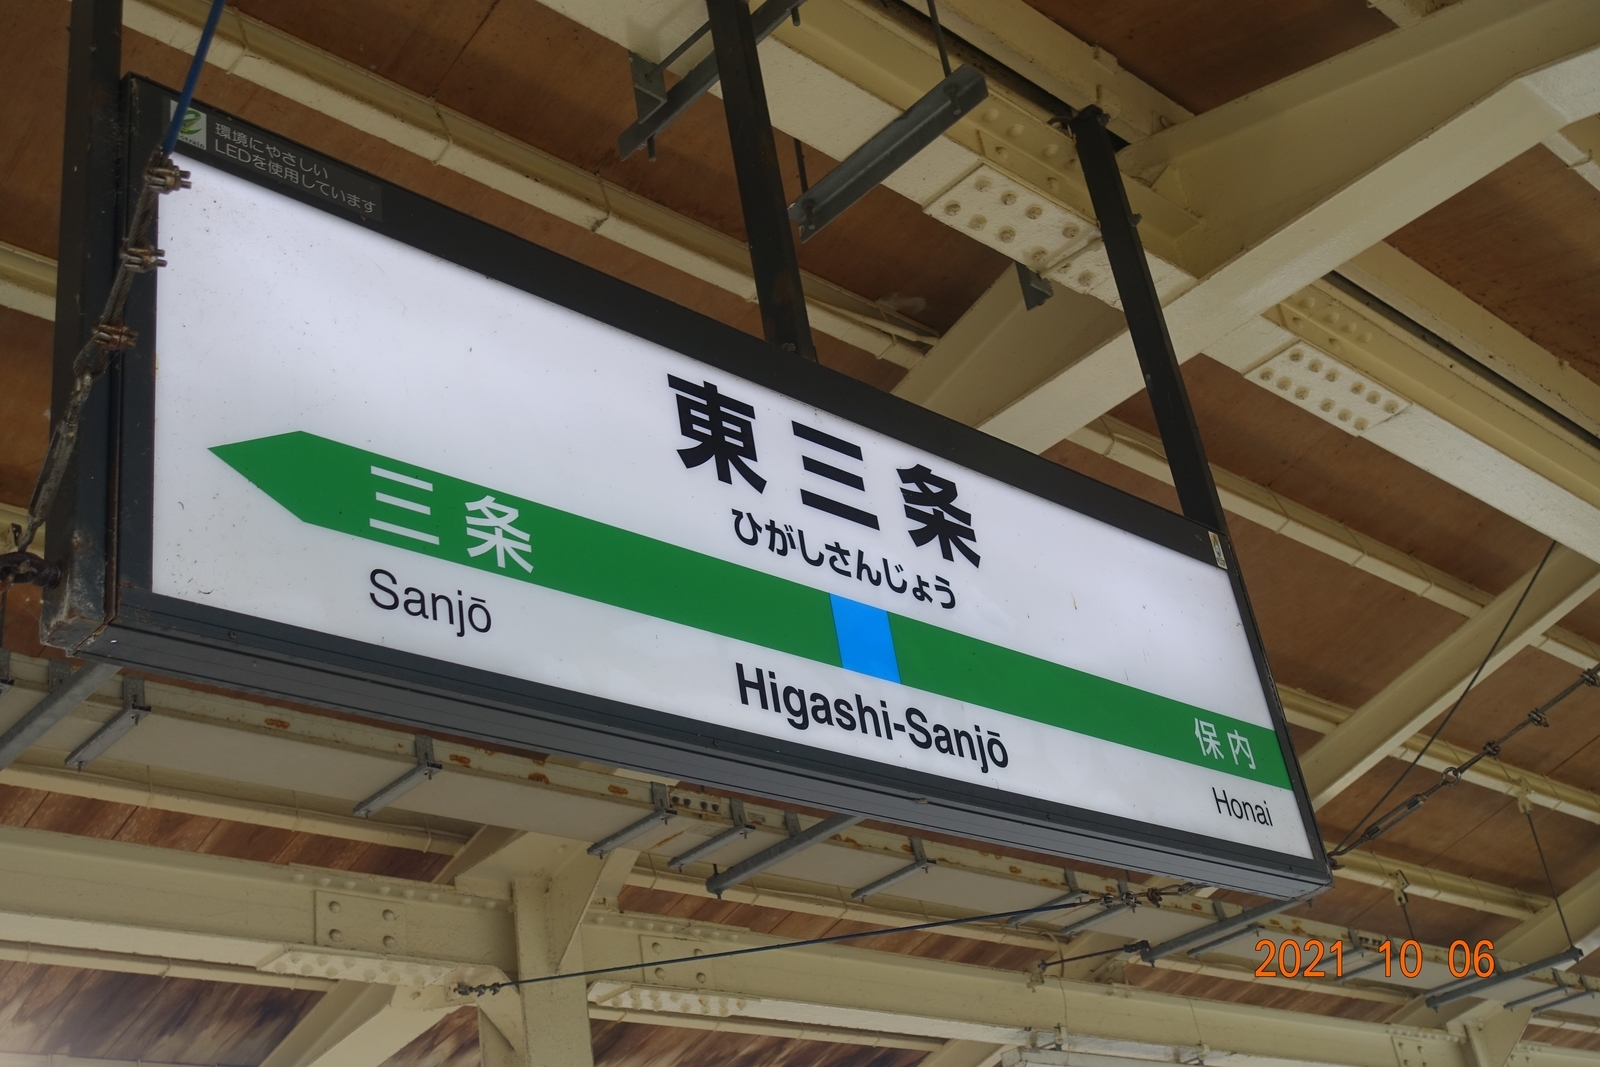 環境にやさしい
LEDを使用しています
東三条
ひがしさんじょう
三条
保内
Sanjō
Higashi-Sanjō
Honai
2021 10 06